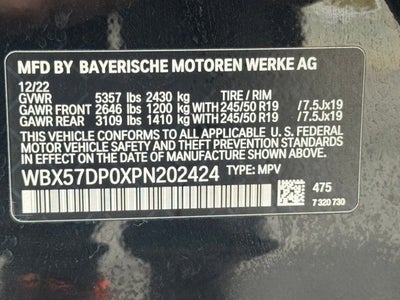 MFD BY BAYERISCHE MOTOREN WERKE AG
12/22 TIRE / RIM
GVWR 5357 lbs 2430 kg
GAWR FRONT 2646 lbs 1200 kg WITH 245/50 R19 /7.5Jx19
GAWR REAR 3109 lbs 1410 kg WITH 245/50 R19 /7.5Jx19
THIS VEHICLE CONFORMS TO ALL APPLICABLE U.S. FEDERAL
MOTOR VEHICLE SAFETY, BUMPER, AND THEFT PREVENTION
STANDARDS IN EFFECT ON THE DATE OF MANUFACTURE SHOWN ABOVE.
WBX57DP0XPN202424 TYPE: MPV
475
7 320 730